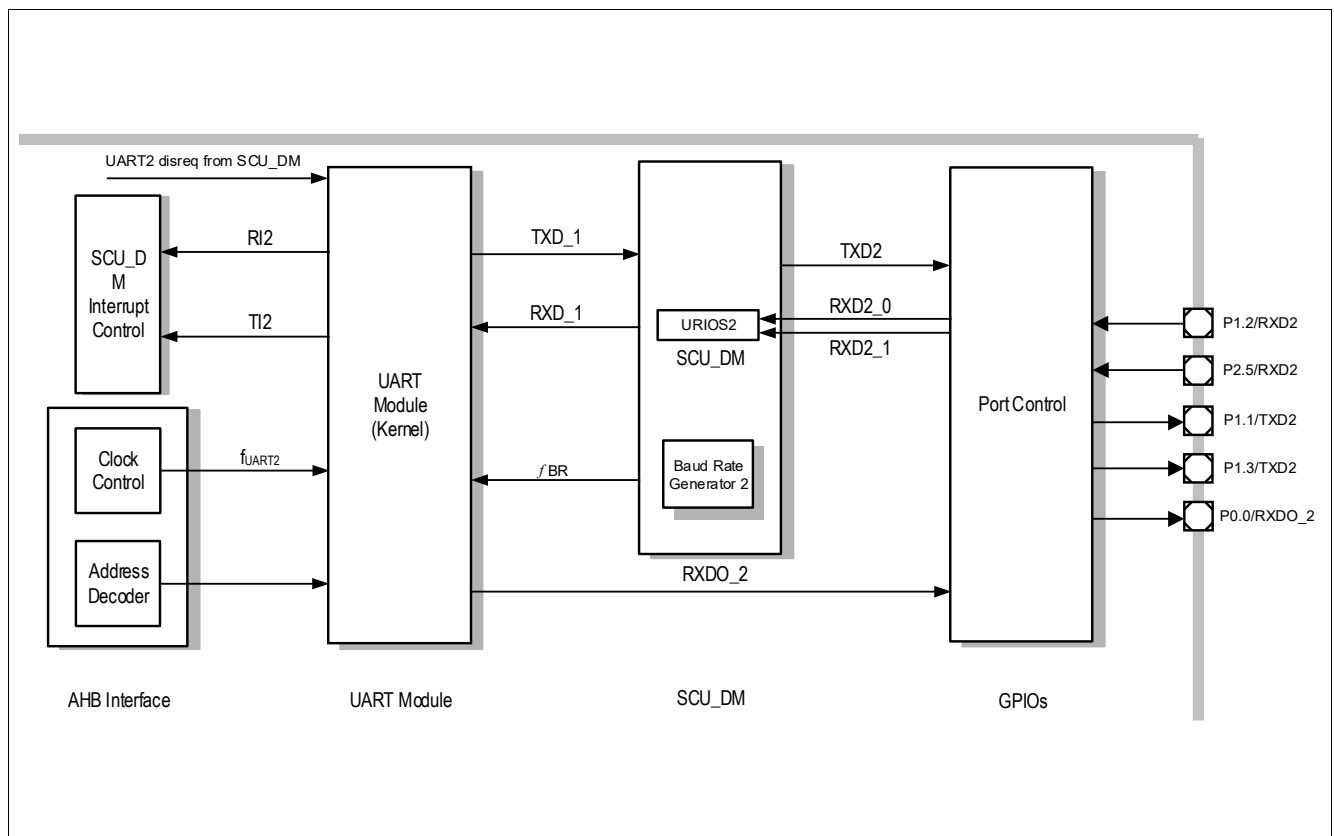 UART2 disreq from SCU_DM
SCU_D
M
Interrupt
Control
RI2
TI2
Clock
Control
Address
Decoder
fUART2
UART
Module
(Kernel)
TXD_1
RXD_1
fBR
URIOS2
SCU_DM
Baud Rate
Generator 2
TXD2
RXD2_0
RXD2_1
RXDO_2
Port Control
P1.2/RXD2
P2.5/RXD2
P1.1/TXD2
P1.3/TXD2
P0.0/RXDO_2
AHB Interface
UART Module
SCU_DM
GPIOs